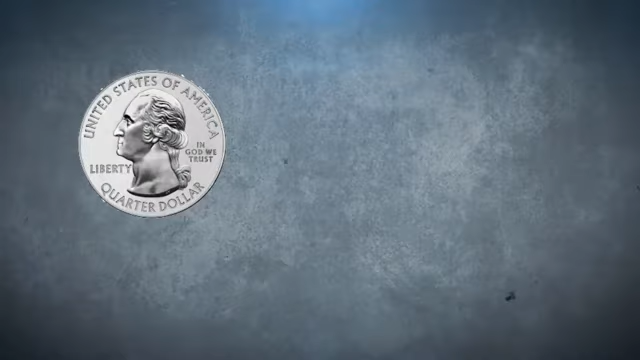 UNITED STATES OF AMERICA
LIBERTY
IN
GOD WE
TRUST
QUARTER DOLLAR